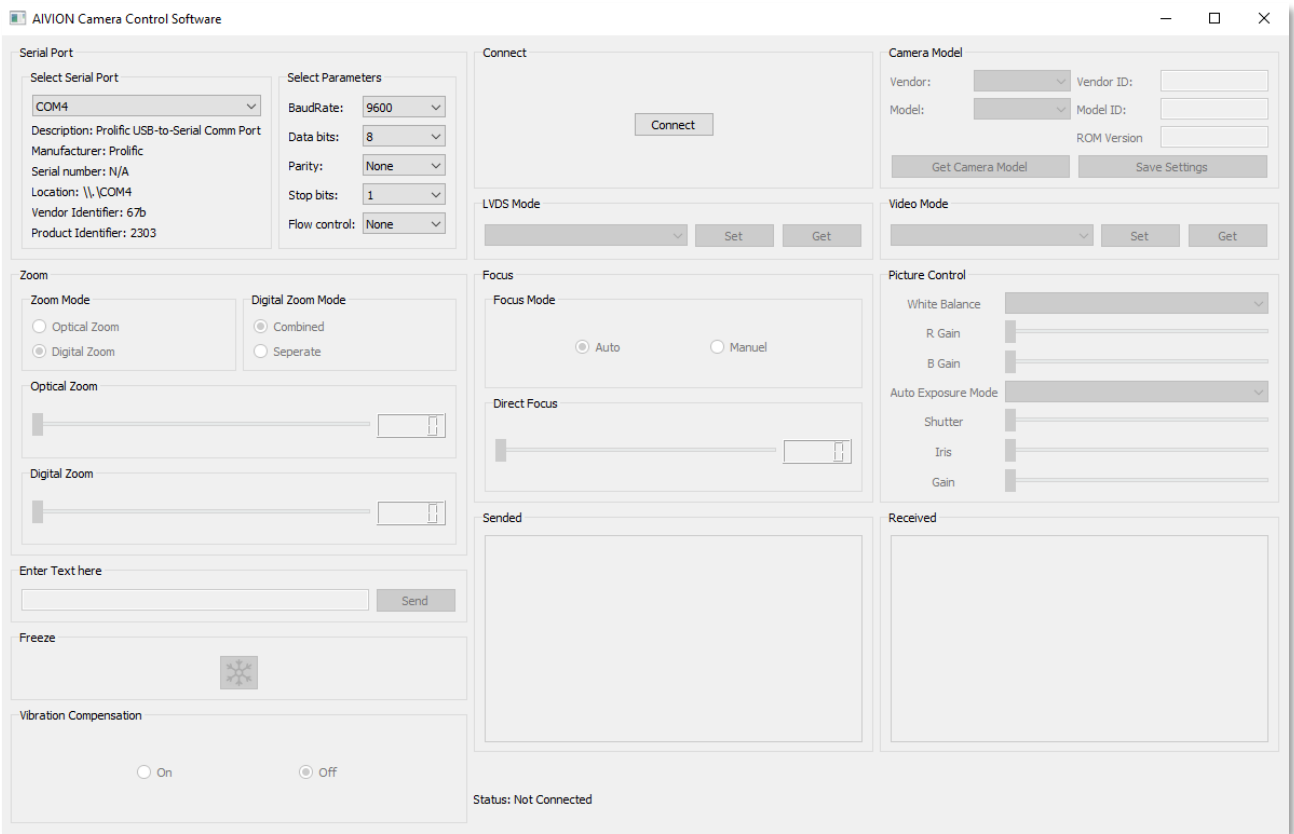 AIVION Camera Control Software
Serial Port
Select Serial Port
COM4
Description: Prolific USB-to-Serial Comm Port
Manufacturer: Prolific
Serial number: N/A
Location: \\.\COM4
Vendor Identifier: 67b
Product Identifier: 2303
Select Parameters
BaudRate: 9600
Data bits: 8
Parity: None
Stop bits: 1
Flow control: None
Connect
Connect
Camera Model
Vendor: Vendor ID:
Model: Model ID:
ROM Version
Get Camera Model Save Settings
LVDS Mode
Set Get
Video Mode
Set Get
Zoom
Zoom Mode
Optical Zoom
Digital Zoom
Digital Zoom Mode
Combined
Seperate
Optical Zoom
0
Digital Zoom
0
Focus
Focus Mode
Auto Manuel
Direct Focus
0
Picture Control
White Balance
R Gain
B Gain
Auto Exposure Mode
Shutter
Iris
Gain
Enter Text here
Send
Freeze
Vibration Compensation
On Off
Sended
Received
Status: Not Connected